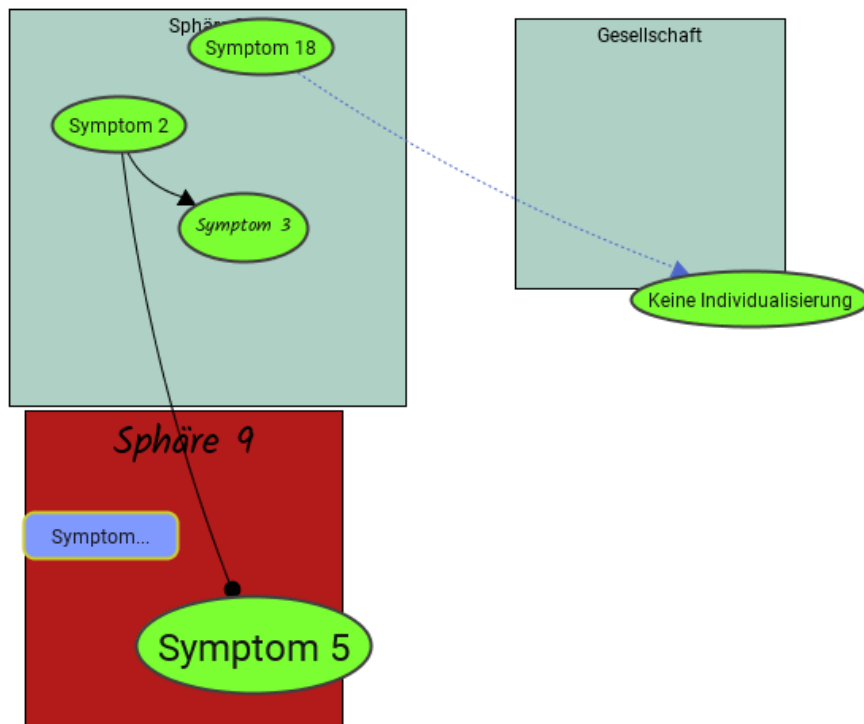 Symptom 18
Gesellschaft
Symptom 2
Symptom 3
Keine Individualisierung
Sphäre 9
Symptom...
Symptom 5